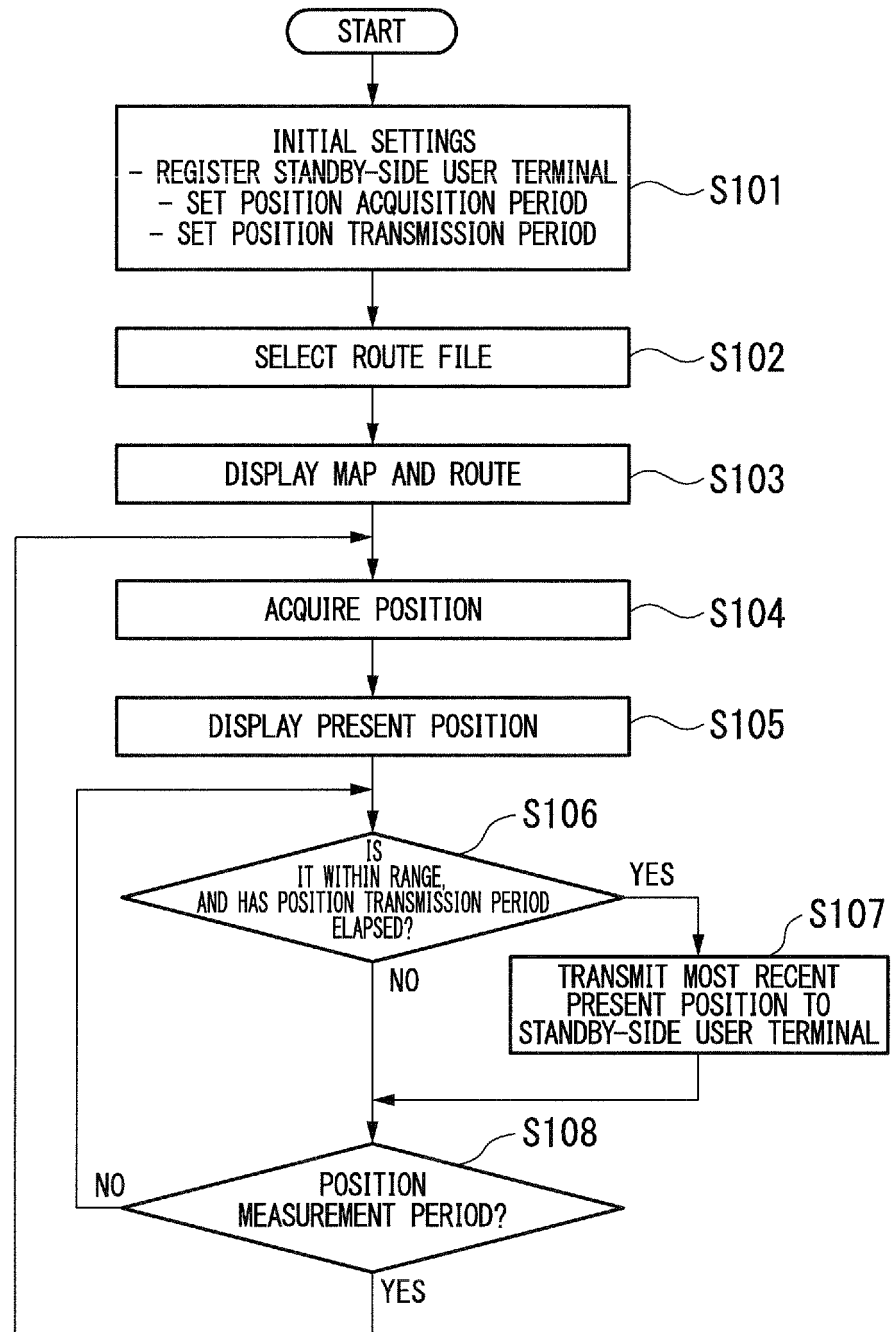 START
INITIAL SETTINGS
- REGISTER STANDBY-SIDE USER TERMINAL
- SET POSITION ACQUISITION PERIOD
- SET POSITION TRANSMISSION PERIOD
S101
SELECT ROUTE FILE
S102
DISPLAY MAP AND ROUTE
S103
ACQUIRE POSITION
S104
DISPLAY PRESENT POSITION
S105
S106
IS
IT WITHIN RANGE,
AND HAS POSITION TRANSMISSION PERIOD
ELAPSED?
YES
NO
S107
TRANSMIT MOST RECENT
PRESENT POSITION TO
STANDBY-SIDE USER TERMINAL
S108
POSITION
MEASUREMENT PERIOD?
NO
YES